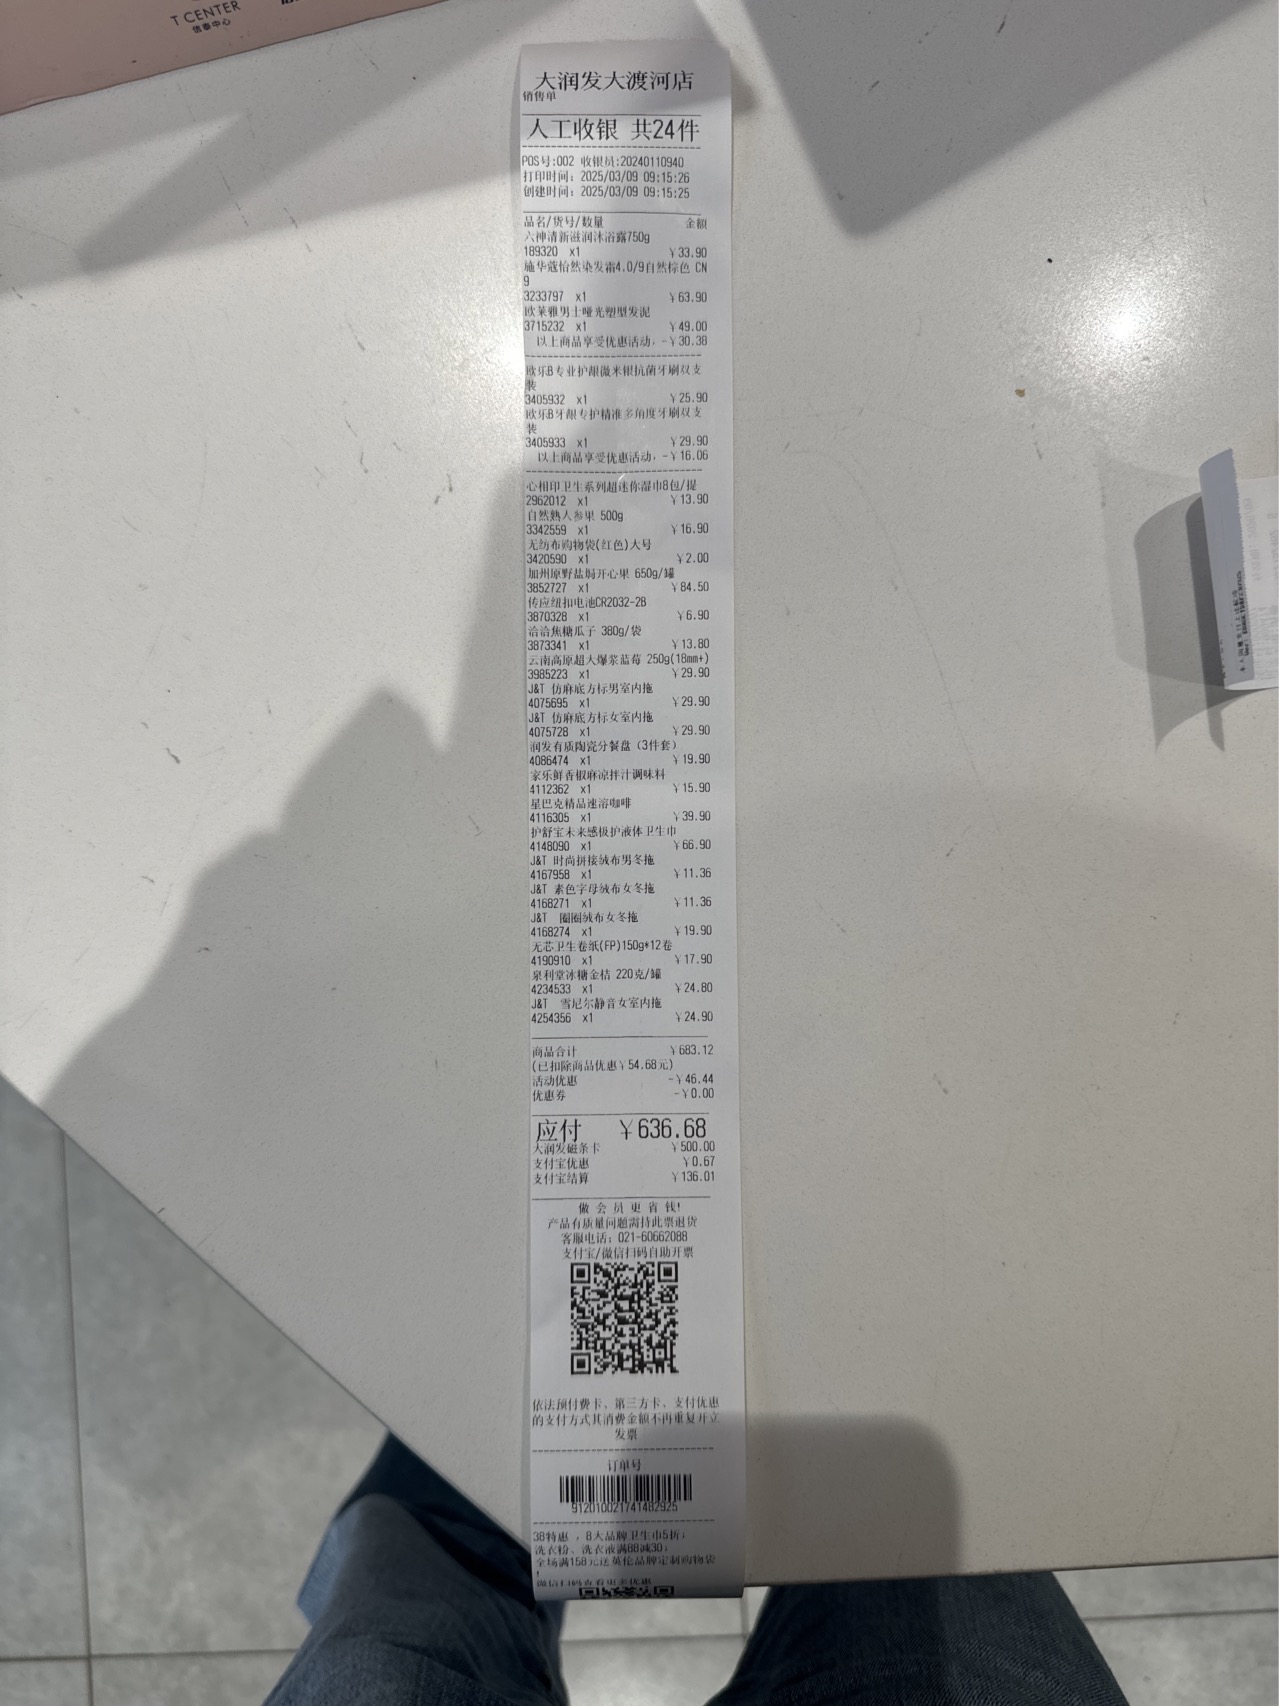 T CENTER
信泰中心
大润发大渡河店
销售单
人工收银 共24件
POS号:002 收银员:20240110940
打印时间: 2025/03/09 09:15:26
创建时间: 2025/03/09 09:15:25
品名/货号/数量 金额
六神清新滋润沐浴露750g
189320 x1 ￥33.90
施华蔻怡然染发霜4.0/9自然棕色 CN
9
3233797 x1 ￥63.90
欧莱雅男士哑光塑型发泥
3715232 x1 ￥49.00
以上商品享受优惠活动，-￥30.38
欧乐B专业护龈微米银抗菌牙刷双支
装
3405932 x1 ￥25.90
欧乐B牙龈专护精准多角度牙刷双支
装
3405933 x1 ￥29.90
以上商品享受优惠活动，-￥16.06
心相印卫生系列超迷你湿巾8包/提
2962012 x1 ￥13.90
自然熟人参果 500g
3342559 x1 ￥16.90
无纺布购物袋(红色)大号
3420590 x1 ￥2.00
加州原野盐焗开心果 650g/罐
3852727 x1 ￥84.50
传应纽扣电池CR2032-2B
3870328 x1 ￥6.90
洽洽焦糖瓜子 380g/袋
3873341 x1 ￥13.80
云南高原超大爆浆蓝莓 250g(18mm+)
3985223 x1 ￥29.90
J&T 仿麻底方标男室内拖
4075695 x1 ￥29.90
J&T 仿麻底方标女室内拖
4075728 x1 ￥29.90
润发有质陶瓷分餐盘（3件套）
4086474 x1 ￥19.90
家乐鲜香椒麻凉拌汁调味料
4112362 x1 ￥15.90
星巴克精品速溶咖啡
4116305 x1 ￥39.90
护舒宝未来感极护液体卫生巾
4148090 x1 ￥66.90
J&T 时尚拼接绒布男冬拖
4167958 x1 ￥11.36
J&T 素色字母绒布女冬拖
4168271 x1 ￥11.36
J&T 圈圈绒布女冬拖
4168274 x1 ￥19.90
无芯卫生卷纸(FP)150g*12卷
4190910 x1 ￥17.90
泉利堂冰糖金桔 220克/罐
4234533 x1 ￥24.80
J&T 雪尼尔静音女室内拖
4254356 x1 ￥24.90
商品合计 ￥683.12
(已扣除商品优惠￥54.68元)
活动优惠 -￥46.44
优惠券 -￥0.00
应付 ￥636.68
大润发磁条卡 ￥500.00
支付宝优惠 ￥0.67
支付宝结算 ￥136.01
做 会 员 更 省 钱!
产品有质量问题需持此票退货
客服电话: 021-60662088
支付宝/微信扫码自助开票
依法预付费卡、第三方卡、支付优惠
的支付方式其消费金额不再重复开立
发票
订单号
912010021741482925
38特惠 ，8大品牌卫生巾5折；
洗衣粉、洗衣液满88减30；
全场满158元送英伦品牌定制购物袋
!
微信扫码查看更多优惠